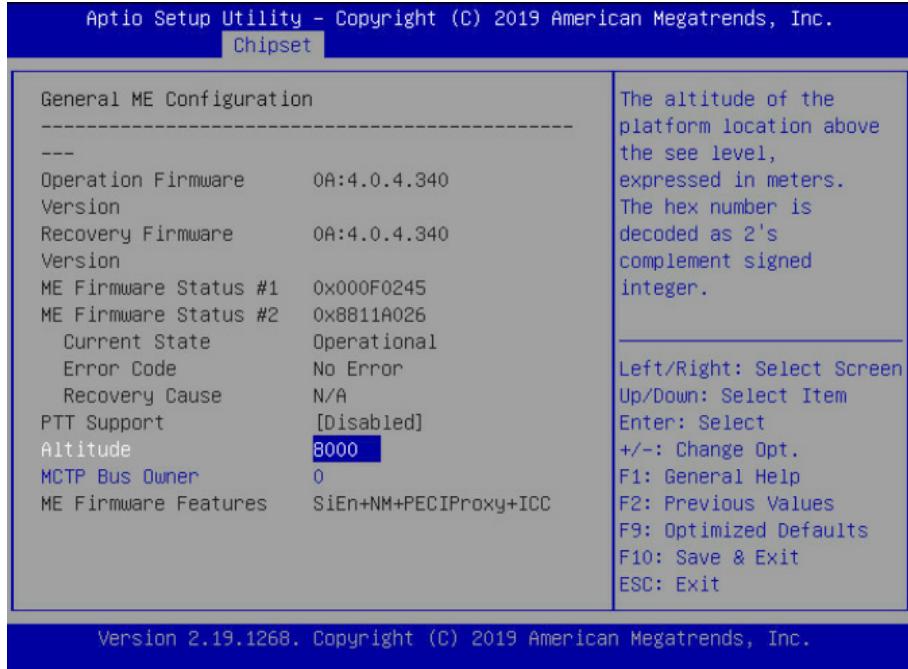 Aptio Setup Utility – Copyright (C) 2019 American Megatrends, Inc.
Chipset
General ME Configuration
-----------------------------------------------
---
Operation Firmware 0A:4.0.4.340
Version
Recovery Firmware 0A:4.0.4.340
Version
ME Firmware Status #1 0x000F0245
ME Firmware Status #2 0x8811A026
Current State Operational
Error Code No Error
Recovery Cause N/A
PTT Support [Disabled]
Altitude 8000
MCTP Bus Owner 0
ME Firmware Features SiEn+NM+PECIProxy+ICC
The altitude of the
platform location above
the see level,
expressed in meters.
The hex number is
decoded as 2's
complement signed
integer.
Left/Right: Select Screen
Up/Down: Select Item
Enter: Select
+/-: Change Opt.
F1: General Help
F2: Previous Values
F9: Optimized Defaults
F10: Save & Exit
ESC: Exit
Version 2.19.1268. Copyright (C) 2019 American Megatrends, Inc.